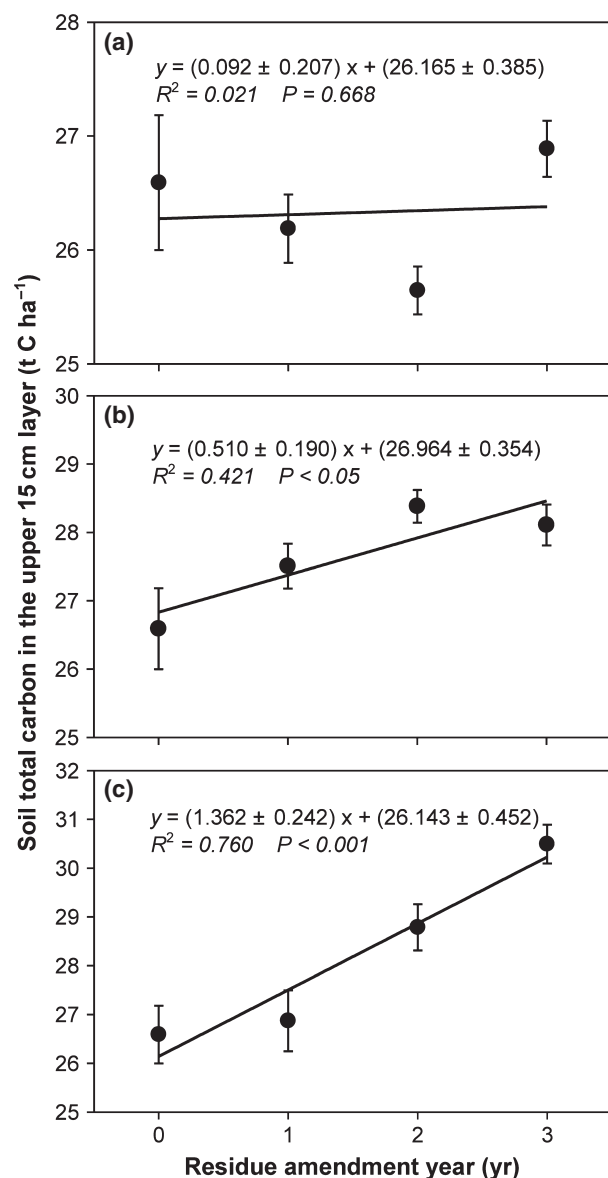 28
(a)
y = (0.092 ± 0.207) x + (26.165 ± 0.385)
R² = 0.021 P = 0.668
27
26
25
30
(b)
y = (0.510 ± 0.190) x + (26.964 ± 0.354)
R² = 0.421 P < 0.05
29
28
27
26
25
32
(c)
y = (1.362 ± 0.242) x + (26.143 ± 0.452)
R² = 0.760 P < 0.001
31
30
29
28
27
26
25
0 1 2 3
Residue amendment year (yr)
Soil total carbon in the upper 15 cm layer (t C ha⁻¹)